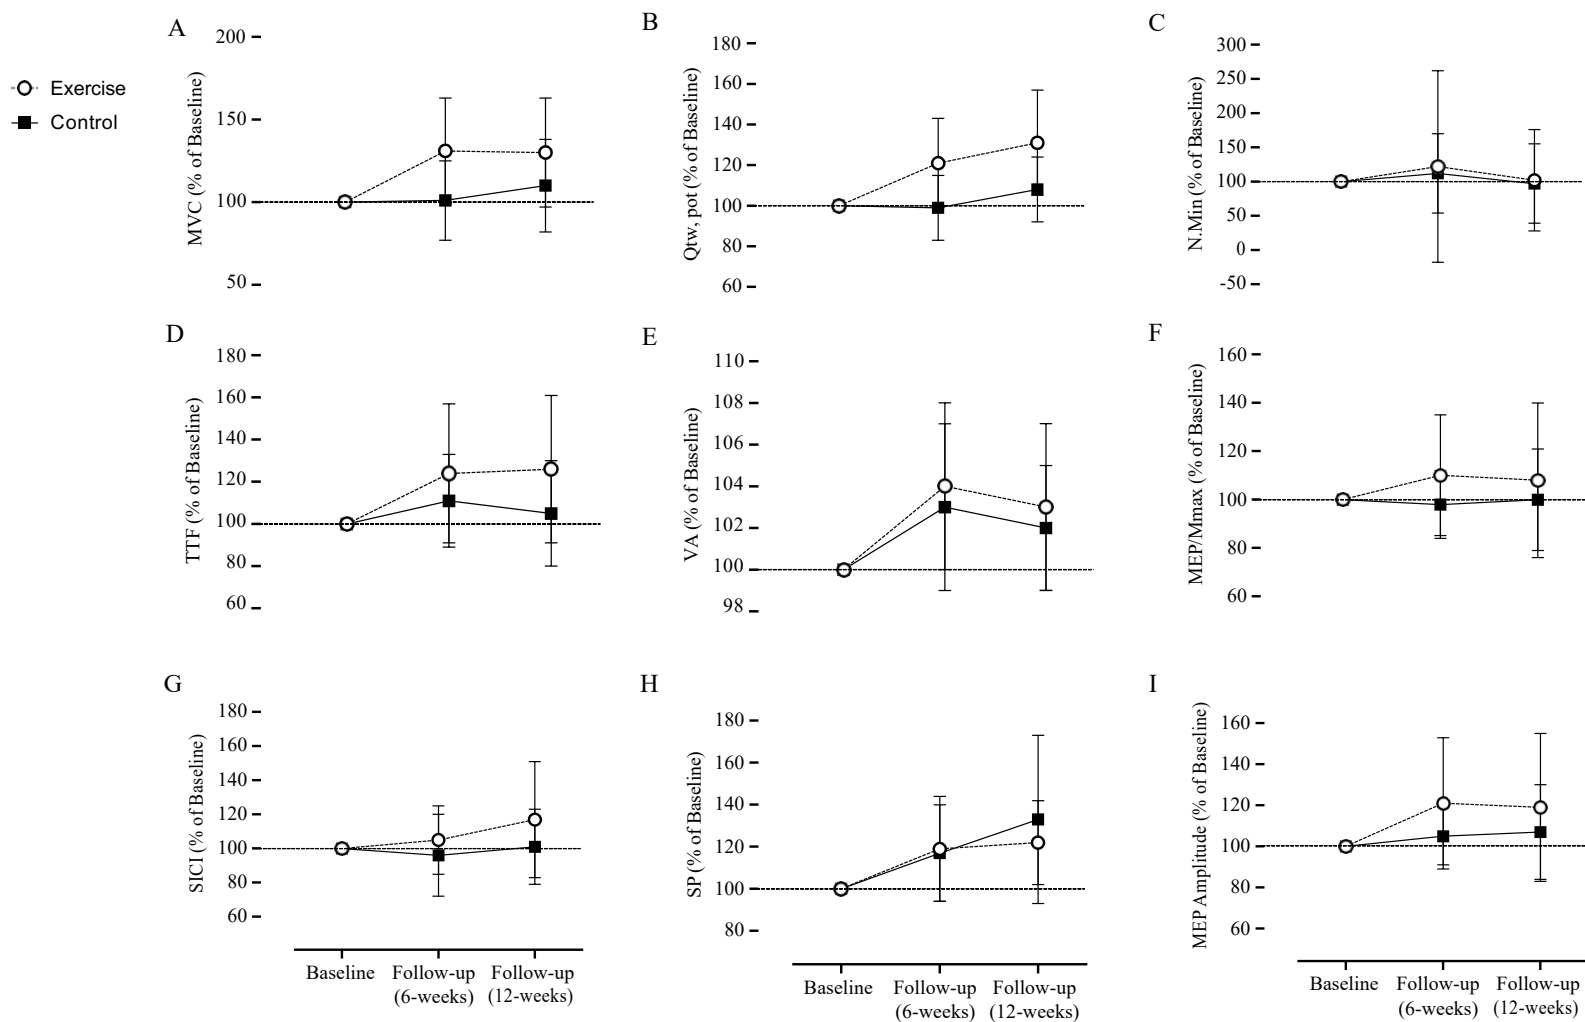 Exercise
Control
A
MVC (% of Baseline)
200
150
100
50
B
Qtw, pot (% of Baseline)
180
160
140
120
100
80
60
C
N.Min (% of Baseline)
300
250
200
150
100
50
0
-50
D
TTF (% of Baseline)
180
160
140
120
100
80
60
E
VA (% of Baseline)
110
108
106
104
102
100
98
F
MEP/Mmax (% of Baseline)
160
140
120
100
80
60
G
SICI (% of Baseline)
180
160
140
120
100
80
60
Baseline
Follow-up
(6-weeks)
Follow-up
(12-weeks)
H
SP (% of Baseline)
180
160
140
120
100
80
Baseline
Follow-up
(6-weeks)
Follow-up
(12-weeks)
I
MEP Amplitude (% of Baseline)
160
140
120
100
80
60
Baseline
Follow-up
(6-weeks)
Follow-up
(12-weeks)